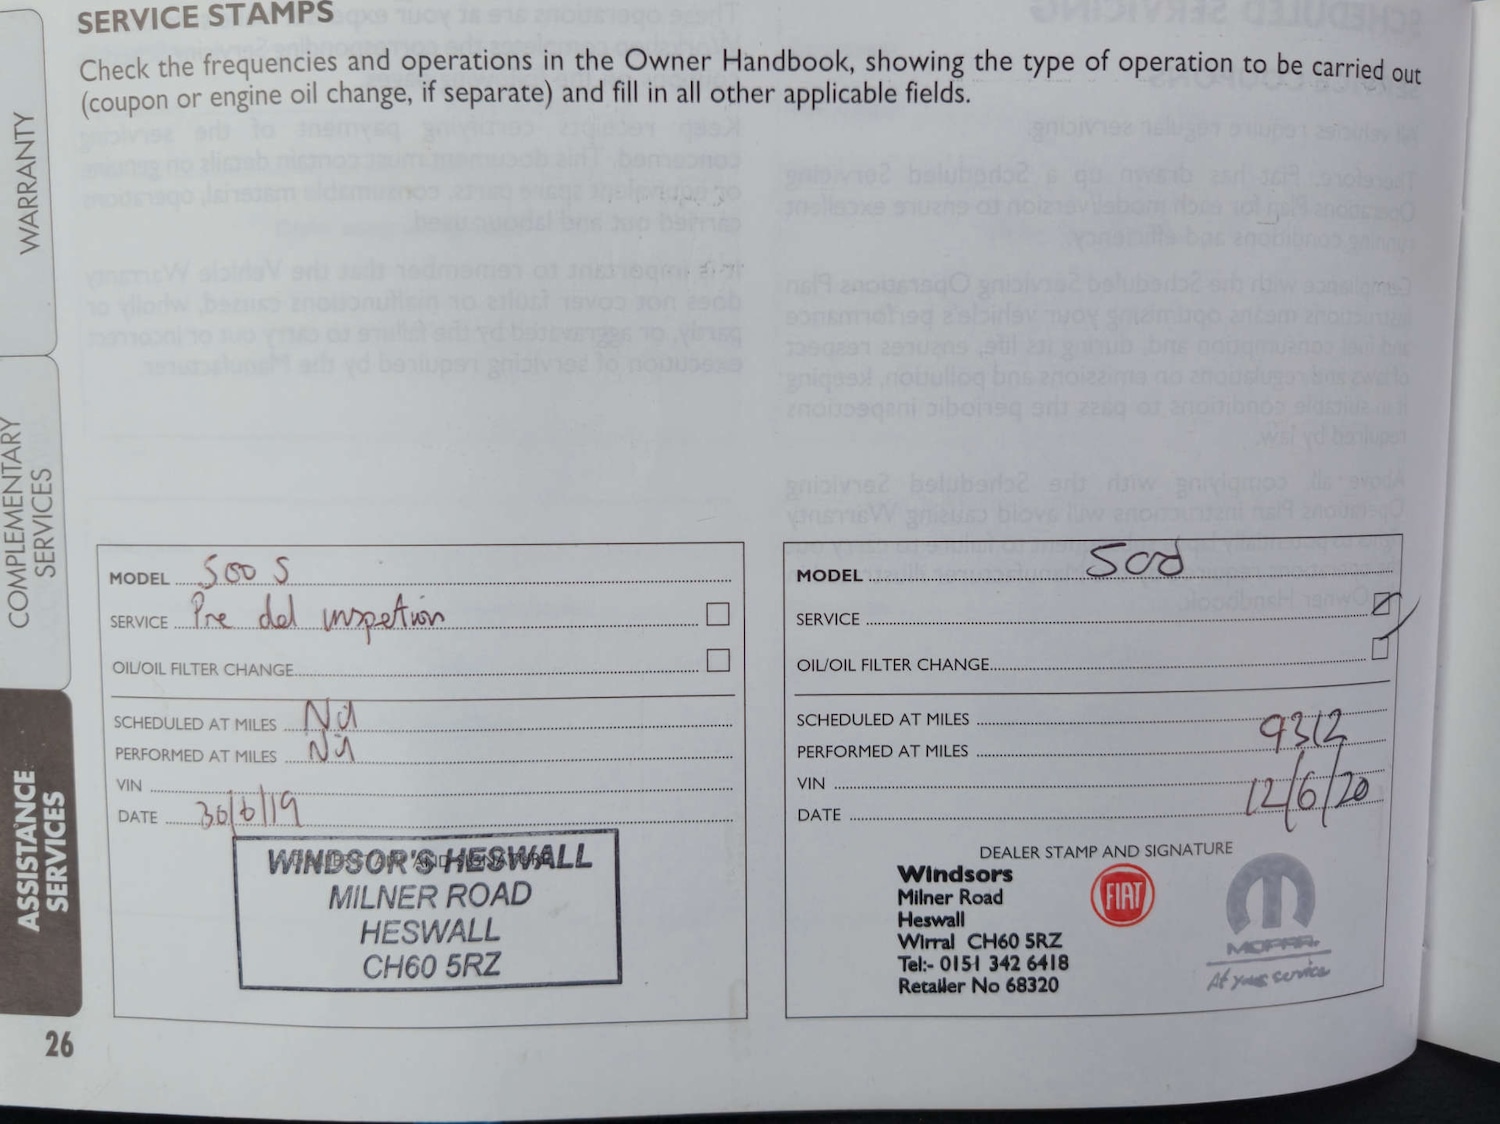 SERVICE STAMPS
Check the frequencies and operations in the Owner Handbook, showing the type of operation to be carried out
(coupon or engine oil change, if separate) and fill in all other applicable fields.
WARRANTY
COMPLEMENTARY
SERVICES
ASSISTANCE
SERVICES
MODEL 500 S
SERVICE Pre del inspetion
OIL/OIL FILTER CHANGE
SCHEDULED AT MILES Nil
PERFORMED AT MILES Nil
VIN
DATE 30/6/19
WINDSOR'S HESWALL
MILNER ROAD
HESWALL
CH60 5RZ
MODEL 500
SERVICE
OIL/OIL FILTER CHANGE
SCHEDULED AT MILES
PERFORMED AT MILES 9312
VIN
DATE 12/6/20
DEALER STAMP AND SIGNATURE
Windsors
Milner Road
Heswall
Wirral CH60 5RZ
Tel:- 0151 342 6418
Retailer No 68320
FIAT
MOPAR
At your service
26